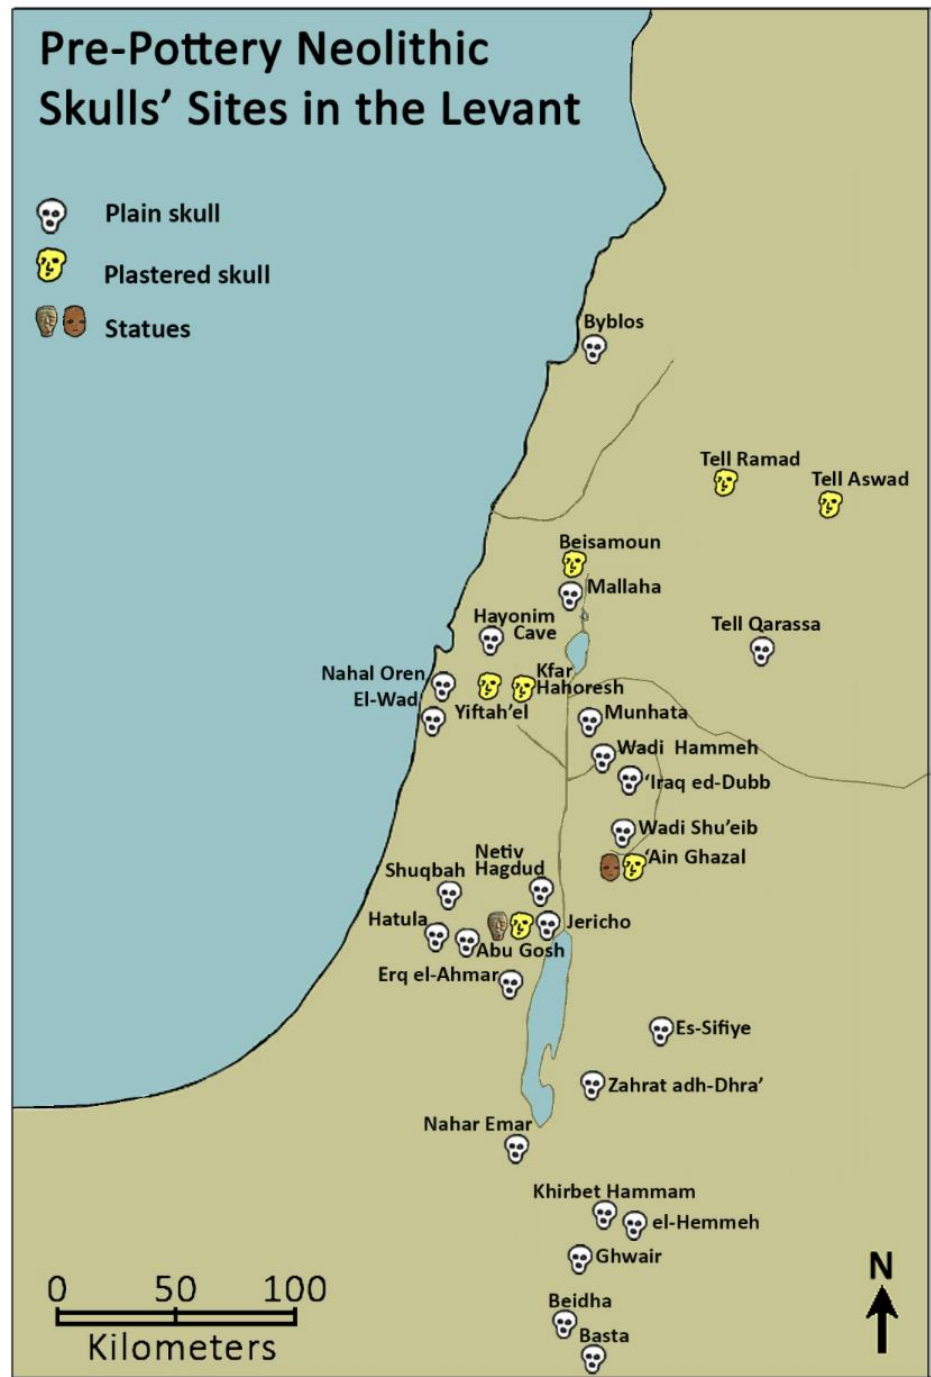 Pre-Pottery Neolithic
Skulls’ Sites in the Levant
Plain skull
Plastered skull
Statues
Byblos
Tell Ramad
Tell Aswad
Beisamoun
Mallaha
Hayonim
Cave
Tell Qarassa
Nahal Oren
Kfar
Hahoresh
El-Wad
Yiftah’el
Munhata
Wadi Hammeh
‘Iraq ed-Dubb
Wadi Shu’eib
‘Ain Ghazal
Netiv
Hagdud
Shuqbah
Hatula
Jericho
Abu Gosh
Erq el-Ahmar
Es-Sifiye
Zahrat adh-Dhra’
Nahar Emar
Khirbet Hammam
el-Hemmeh
Ghwair
Beidha
Basta
0 50 100
Kilometers
N